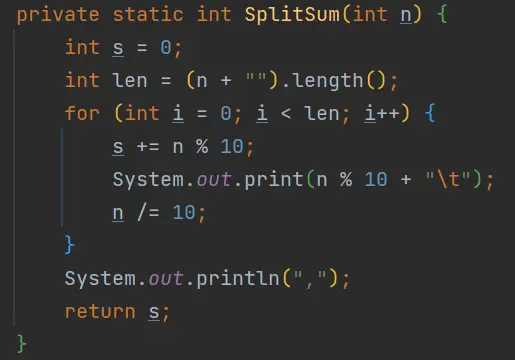 private static int SplitSum(int n) {
    int s = 0;
    int len = (n + "").length();
    for (int i = 0; i < len; i++) {
        s += n % 10;
        System.out.print(n % 10 + "\t");
        n /= 10;
    }
    System.out.println(",");
    return s;
}